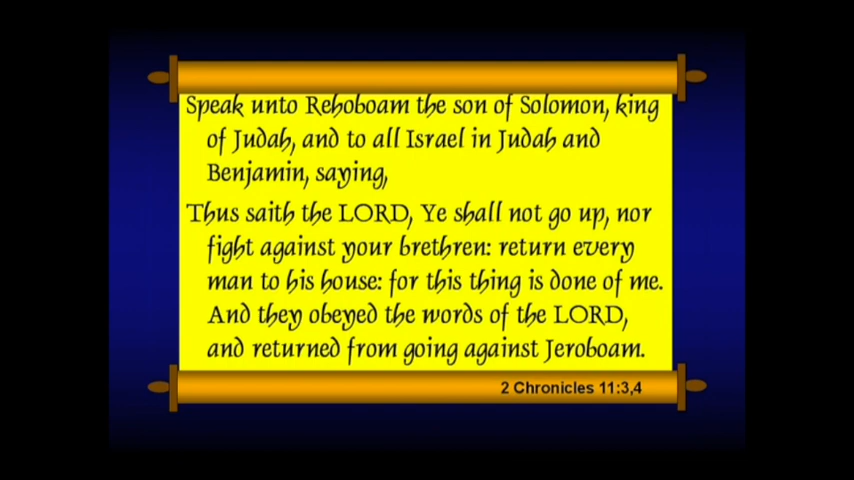 Speak unto Rehoboam the son of Solomon, king
of Judah, and to all Israel in Judah and
Benjamin, saying,
Thus saith the LORD, Ye shall not go up, nor
fight against your brethren: return every
man to his house: for this thing is done of me.
And they obeyed the words of the LORD,
and returned from going against Jeroboam.
2 Chronicles 11:3,4